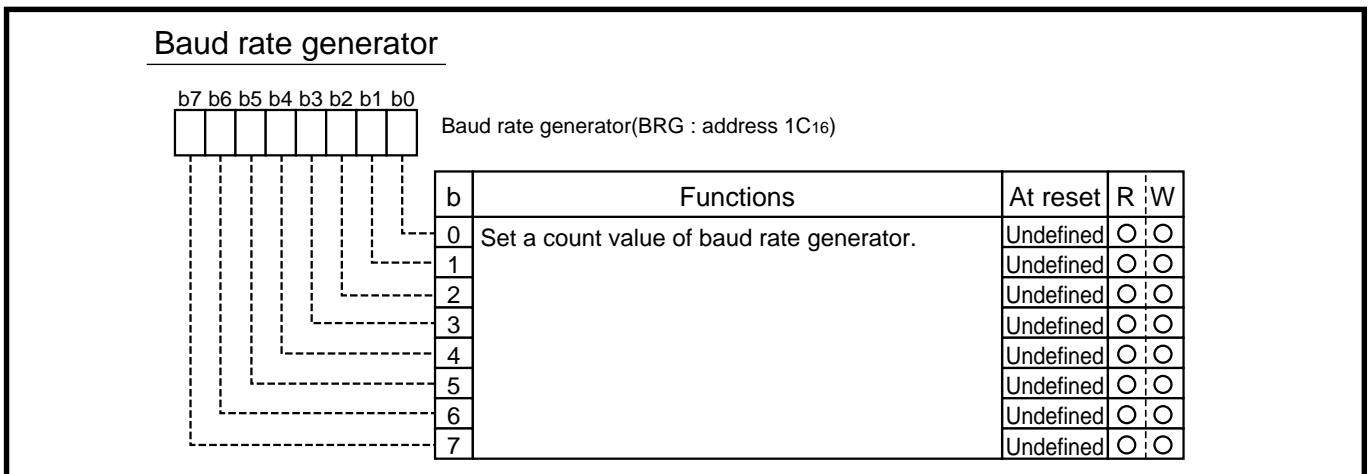 Baud rate generator
b7 b6 b5 b4 b3 b2 b1 b0
Baud rate generator(BRG : address 1C16)
b Functions At reset R W
0 Set a count value of baud rate generator. Undefined O O
1 Undefined O O
2 Undefined O O
3 Undefined O O
4 Undefined O O
5 Undefined O O
6 Undefined O O
7 Undefined O O